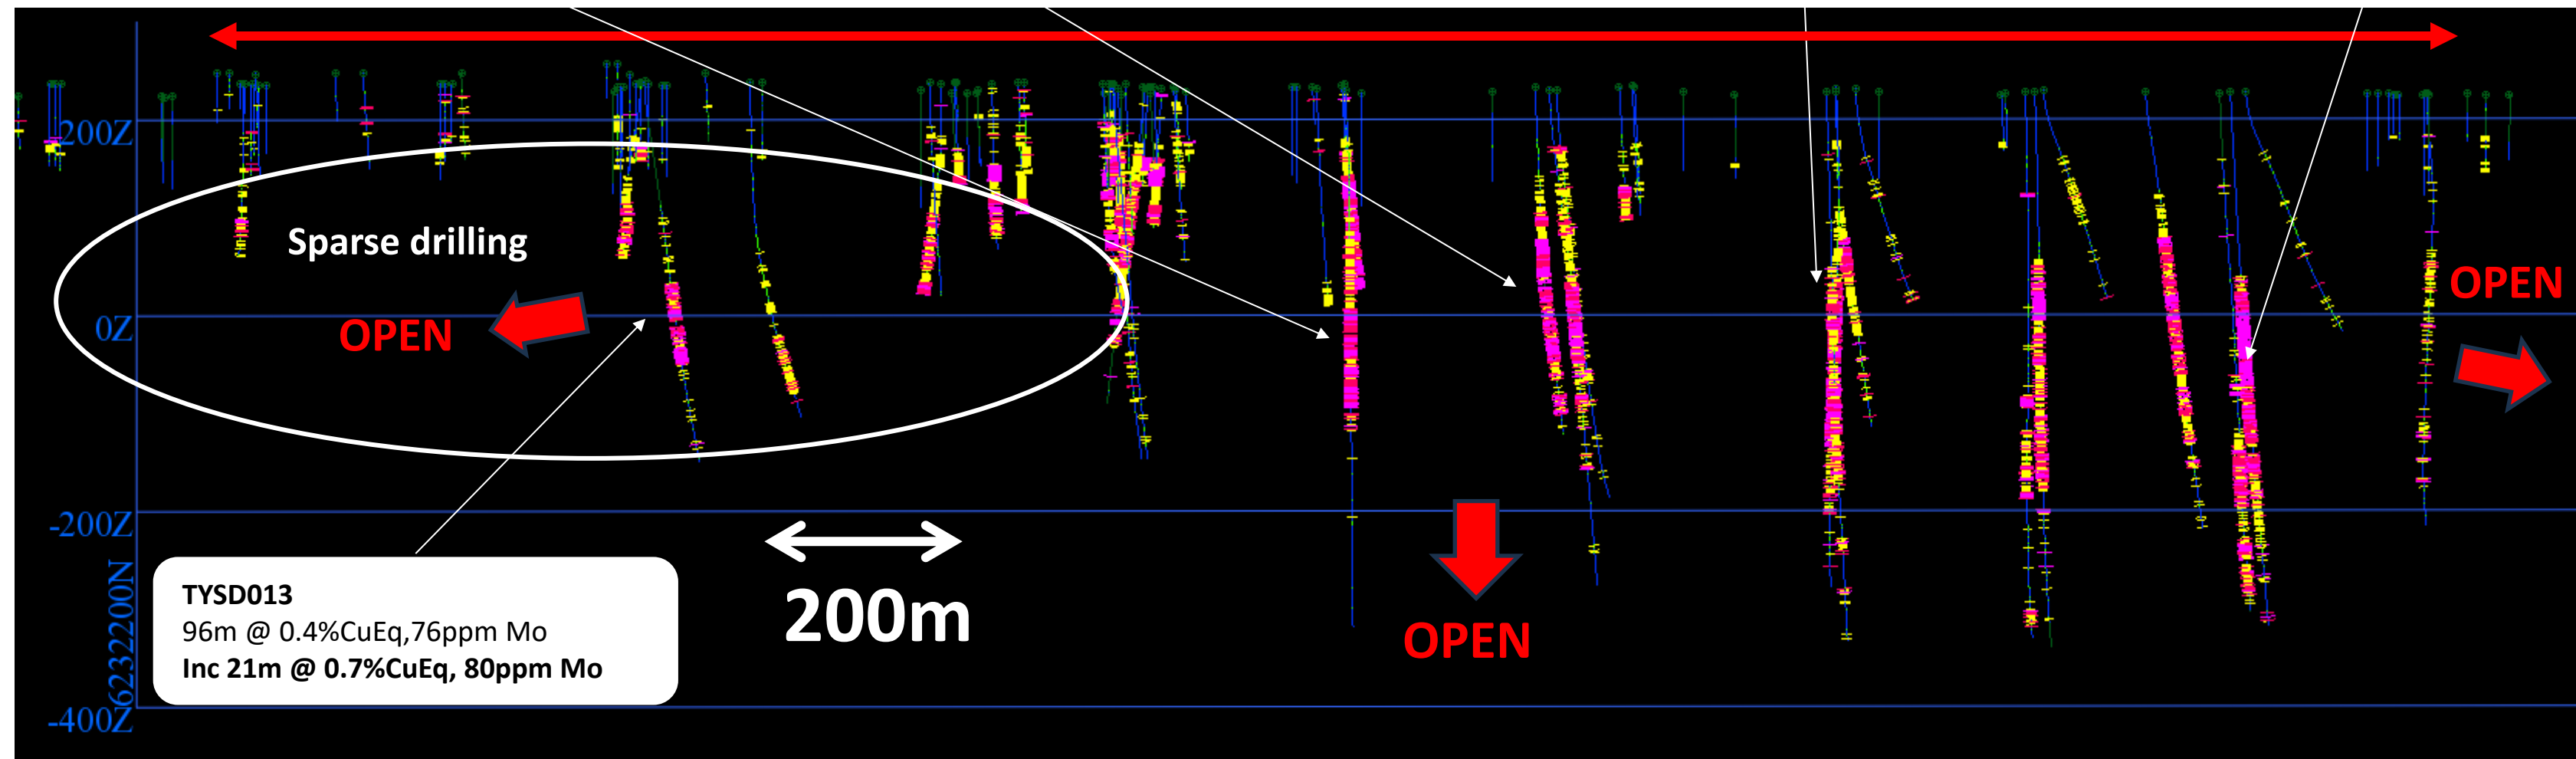 200Z
Sparse drilling
OPEN
OPEN
0Z
-200Z
200m
OPEN
6232200N
TYSD013
96m @ 0.4%CuEq,76ppm Mo
Inc 21m @ 0.7%CuEq, 80ppm Mo
-400Z